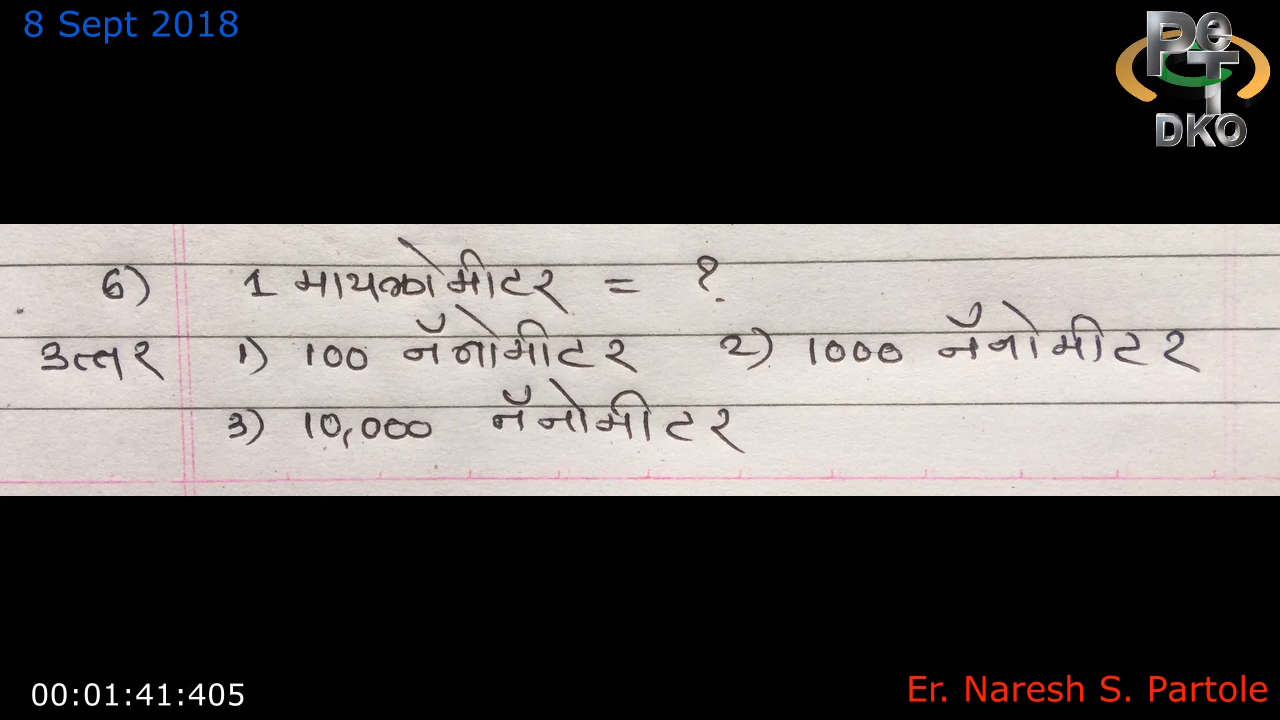 8 Sept 2018
PeT
DKO
6) 1 मायक्रोमीटर = ?
उत्तर 1) 100 नॅनोमीटर 2) 1000 नॅनोमीटर
3) 10,000 नॅनोमीटर
00:01:41:405
Er. Naresh S. Partole